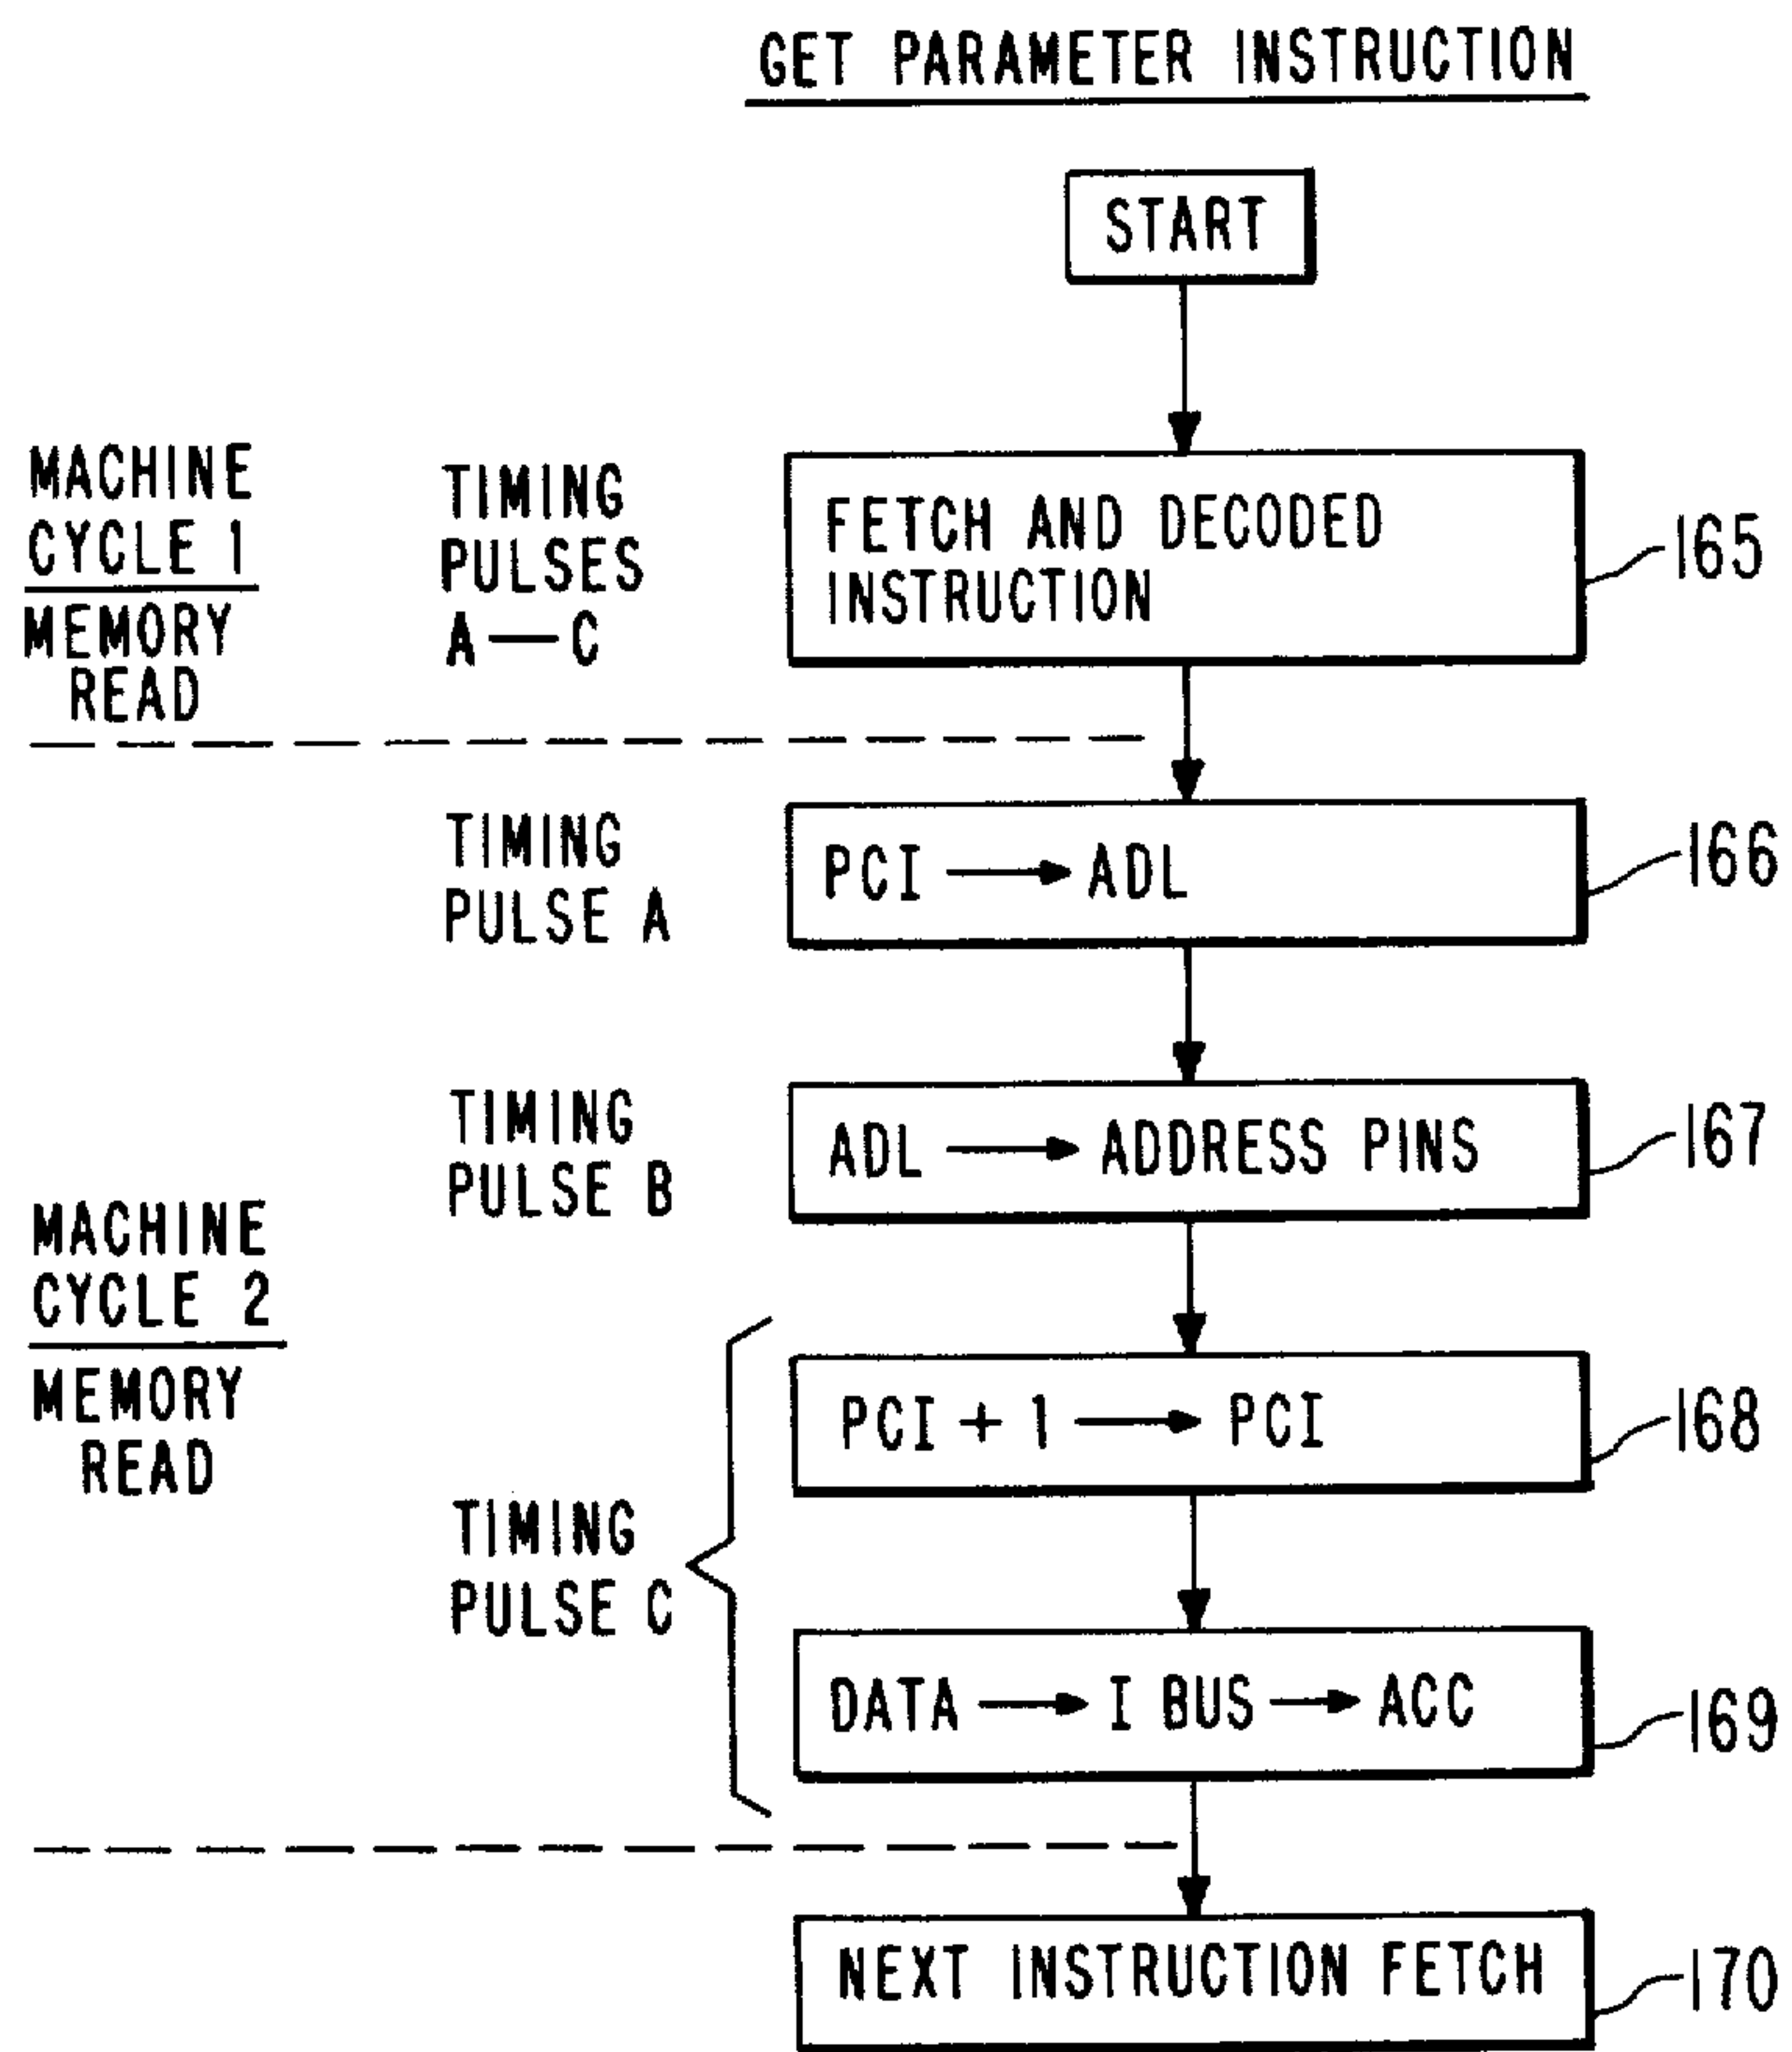 GET PARAMETER INSTRUCTION
START
MACHINE
CYCLE 1
MEMORY
READ
TIMING
PULSES
A—C
FETCH AND DECODED
INSTRUCTION
165
TIMING
PULSE A
PCI → ADL
166
TIMING
PULSE B
ADL → ADDRESS PINS
167
MACHINE
CYCLE 2
MEMORY
READ
PCI + 1 → PCI
168
TIMING
PULSE C
DATA → I BUS → ACC
169
NEXT INSTRUCTION FETCH
170